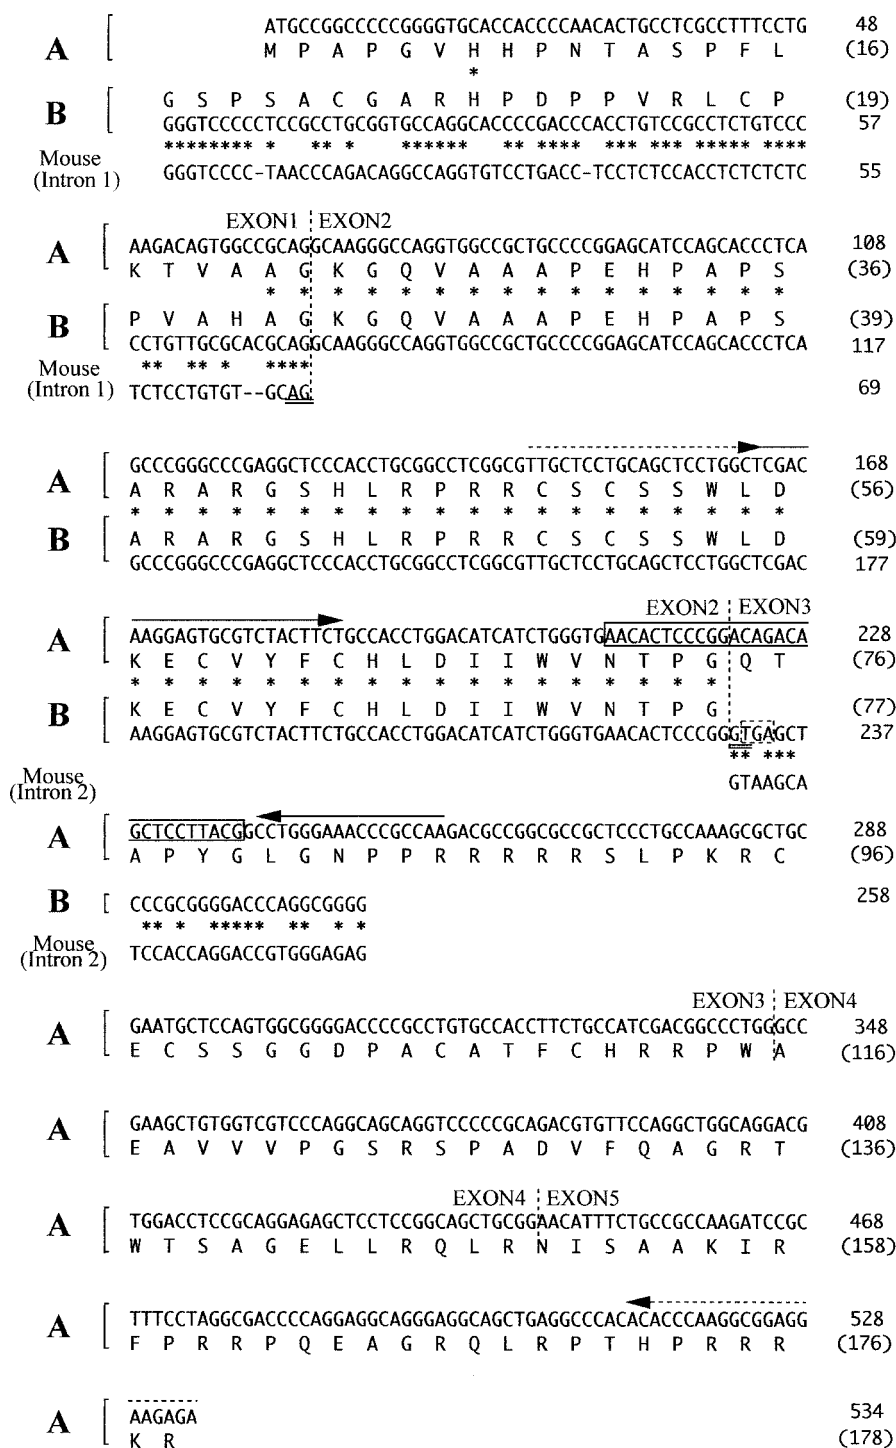 ATGCCGGCCCCCGGGGTGCACCACCCCAACACTGCCTCGCCTTTCCTG 48
A M P A P G V H H P N T A S P F L (16)
*
B G S P S A C G A R H P D P P V R L C P (19)
GGGTCCCCCTCCGCCTGCGGTGCCAGGCACCCCGACCCACCTGTCCGCCTCTGTCCC 57
********* * ** * ****** ** **** *** *** ***** ****
Mouse (Intron 1) GGGTCCCC-TAACCCAGACAGGCCAGGTGTCCTGACC-TCCTCTCCACCTCTCTCTC 55
EXON1 EXON2
AAGACAGTGGCCGCAGGCAAGGGCCAGGTGGCCGCTGCCCCGGAGCATCCAGCACCCTCA 108
A K T V A A G K G Q V A A A P E H P A P S (36)
* * * * * * * * * * * * * * * *
B P V A H A G K G Q V A A A P E H P A P S (39)
CCTGTTGCGCACGCAGGCAAGGGCCAGGTGGCCGCTGCCCCGGAGCATCCAGCACCCTCA 117
** ** * ****
Mouse (Intron 1) TCTCCTGTGT--GCAG 69
GCCCGGGCCCGAGGCTCCCACCTGCGGCCTCGGCGTTGCTCCTGCAGCTCCTGGCTCGAC 168
A A R A R G S H L R P R R C S C S S W L D (56)
* * * * * * * * * * * * * * * * * * * *
B A R A R G S H L R P R R C S C S S W L D (59)
GCCCGGGCCCGAGGCTCCCACCTGCGGCCTCGGCGTTGCTCCTGCAGCTCCTGGCTCGAC 177
EXON2 EXON3
AAGGAGTGCGTCTACTTCTGCCACCTGGACATCATCTGGGTGAACACTCCCGGACAGACA 228
A K E C V Y F C H L D I I W V N T P G Q T (76)
* * * * * * * * * * * * * * * * * *
B K E C V Y F C H L D I I W V N T P G (77)
AAGGAGTGCGTCTACTTCTGCCACCTGGACATCATCTGGGTGAACACTCCCGGGTGAGCT 237
** ***
Mouse (Intron 2) GTAAGCA
GCTCCTTACGGCCTGGGAAACCCGCCAAGACGCCGGCGCCGCTCCCTGCCAAAGCGCTGC 288
A A P Y G L G N P P R R R R R S L P K R C (96)
B CCCGCGGGGACCCAGGCGGGG 258
** * ***** ** * *
Mouse (Intron 2) TCCACCAGGACCGTGGGAGAG
EXON3 EXON4
GAATGCTCCAGTGGCGGGGACCCCGCCTGTGCCACCTTCTGCCATCGACGGCCCTGGGCC 348
A E C S S G G D P A C A T F C H R R P W A (116)
GAAGCTGTGGTCGTCCCAGGCAGCAGGTCCCCCGCAGACGTGTTCCAGGCTGGCAGGACG 408
A E A V V V P G S R S P A D V F Q A G R T (136)
EXON4 EXON5
TGGACCTCCGCAGGAGAGCTCCTCCGGCAGCTGCGGAACATTTCTGCCGCCAAGATCCGC 468
A W T S A G E L L R Q L R N I S A A K I R (158)
TTTCCTAGGCGACCCCAGGAGGCAGGGAGGCAGCTGAGGCCCACACACCCAAGGCGGAGG 528
A F P R R P Q E A G R Q L R P T H P R R R (176)
AAGAGA 534
A K R (178)